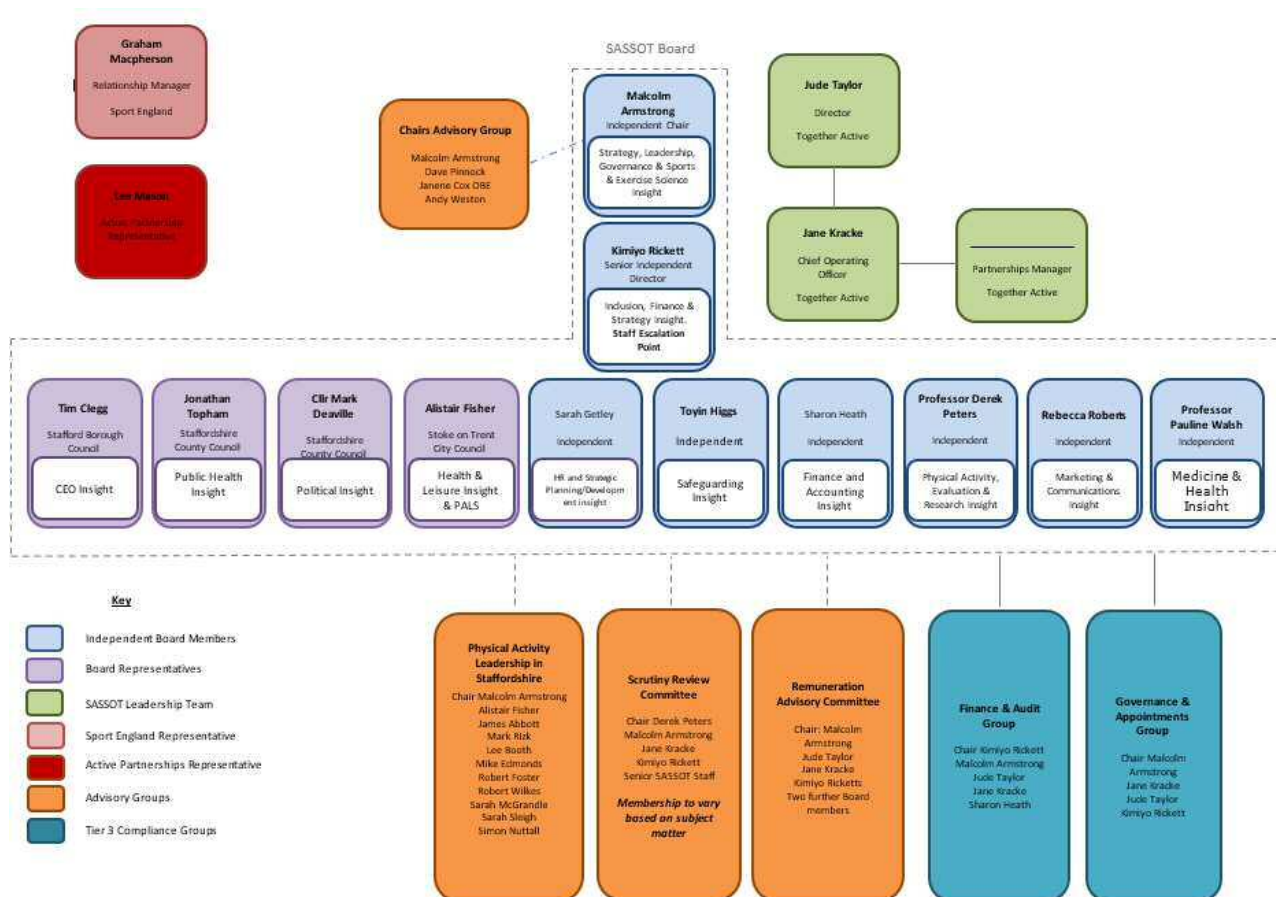 SASSOT Board
Graham
Macpherson
Relationship Manager
Sport England
Lee Mason
Active Partnership
Representative
Chairs Advisory Group
Malcolm Armstrong
Dave Pinnock
Janene Cox OBE
Andy Weston
Malcolm
Armstrong
Independent Chair
Strategy, Leadership,
Governance & Sports
& Exercise Science
Insight
Kimiyo Rickett
Senior Independent
Director
Inclusion, Finance &
Strategy Insight.
Staff Escalation
Point
Jude Taylor
Director
Together Active
Jane Kracke
Chief Operating
Officer
Together Active
Partnerships Manager
Together Active
Tim Clegg
Stafford Borough
Council
CEO Insight
Jonathan
Topham
Staffordshire
County Council
Public Health
Insight
Cllr Mark
Deaville
Staffordshire
County Council
Political Insight
Alistair Fisher
Stoke on Trent
City Council
Health &
Leisure Insight
& PALS
Sarah Getley
Independent
HR and Strategic
Planning/Developm
ent insight
Toyin Higgs
Independent
Safeguarding
Insight
Sharon Heath
Independent
Finance and
Accounting
Insight
Professor Derek
Peters
Independent
Physical Activity,
Evaluation &
Research Insight
Rebecca Roberts
Independent
Marketing &
Communications
Insight
Professor
Pauline Walsh
Independent
Medicine &
Health
Insight
Key
Independent Board Members
Board Representatives
SASSOT Leadership Team
Sport England Representative
Active Partnerships Representative
Advisory Groups
Tier 3 Compliance Groups
Physical Activity
Leadership in
Staffordshire
Chair Malcolm Armstrong
Alistair Fisher
James Abbott
Mark Rizk
Lee Booth
Mike Edmonds
Robert Foster
Robert Wilkes
Sarah McGrandle
Sarah Sleigh
Simon Nuttall
Scrutiny Review
Committee
Chair Derek Peters
Malcolm Armstrong
Jane Kracke
Kimiyo Rickett
Senior SASSOT Staff
Membership to vary
based on subject
matter
Remuneration
Advisory Committee
Chair: Malcolm
Armstrong
Jude Taylor
Jane Kracke
Kimiyo Ricketts
Two further Board
members
Finance & Audit
Group
Chair Kimiyo Rickett
Malcolm Armstrong
Jude Taylor
Jane Kracke
Sharon Heath
Governance &
Appointments
Group
Chair Malcolm
Armstrong
Jane Kracke
Jude Taylor
Kimiyo Rickett